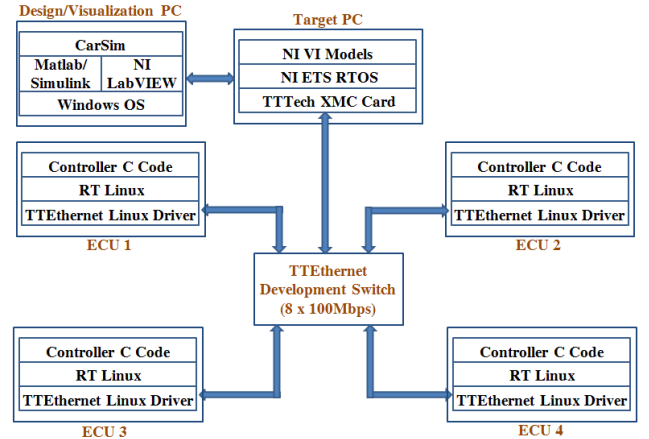 Design/Visualization PC
CarSim
Matlab/
Simulink
NI
LabVIEW
Windows OS
Target PC
NI VI Models
NI ETS RTOS
TTTech XMC Card
Controller C Code
RT Linux
TTEthernet Linux Driver
ECU 1
Controller C Code
RT Linux
TTEthernet Linux Driver
ECU 2
TTEthernet
Development Switch
(8 x 100Mbps)
Controller C Code
RT Linux
TTEthernet Linux Driver
ECU 3
Controller C Code
RT Linux
TTEthernet Linux Driver
ECU 4